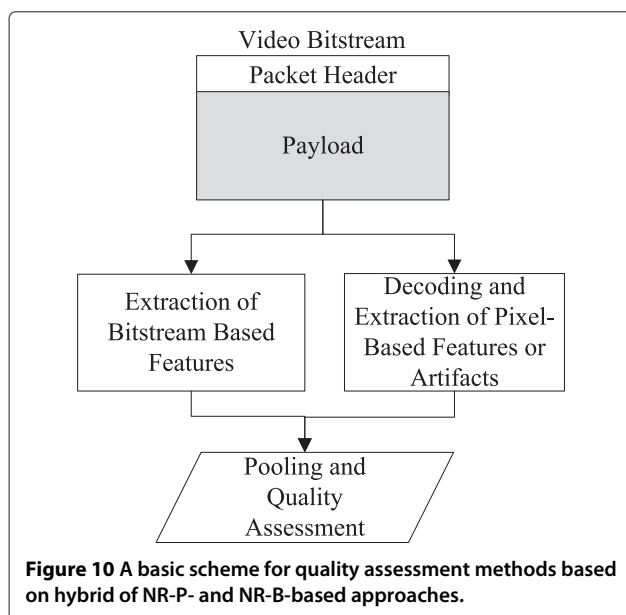 Video Bitstream
Packet Header
Payload
Extraction of
Bitstream Based
Features
Decoding and
Extraction of Pixel-
Based Features or
Artifacts
Pooling and
Quality
Assessment
Figure 10 A basic scheme for quality assessment methods based
on hybrid of NR-P- and NR-B-based approaches.